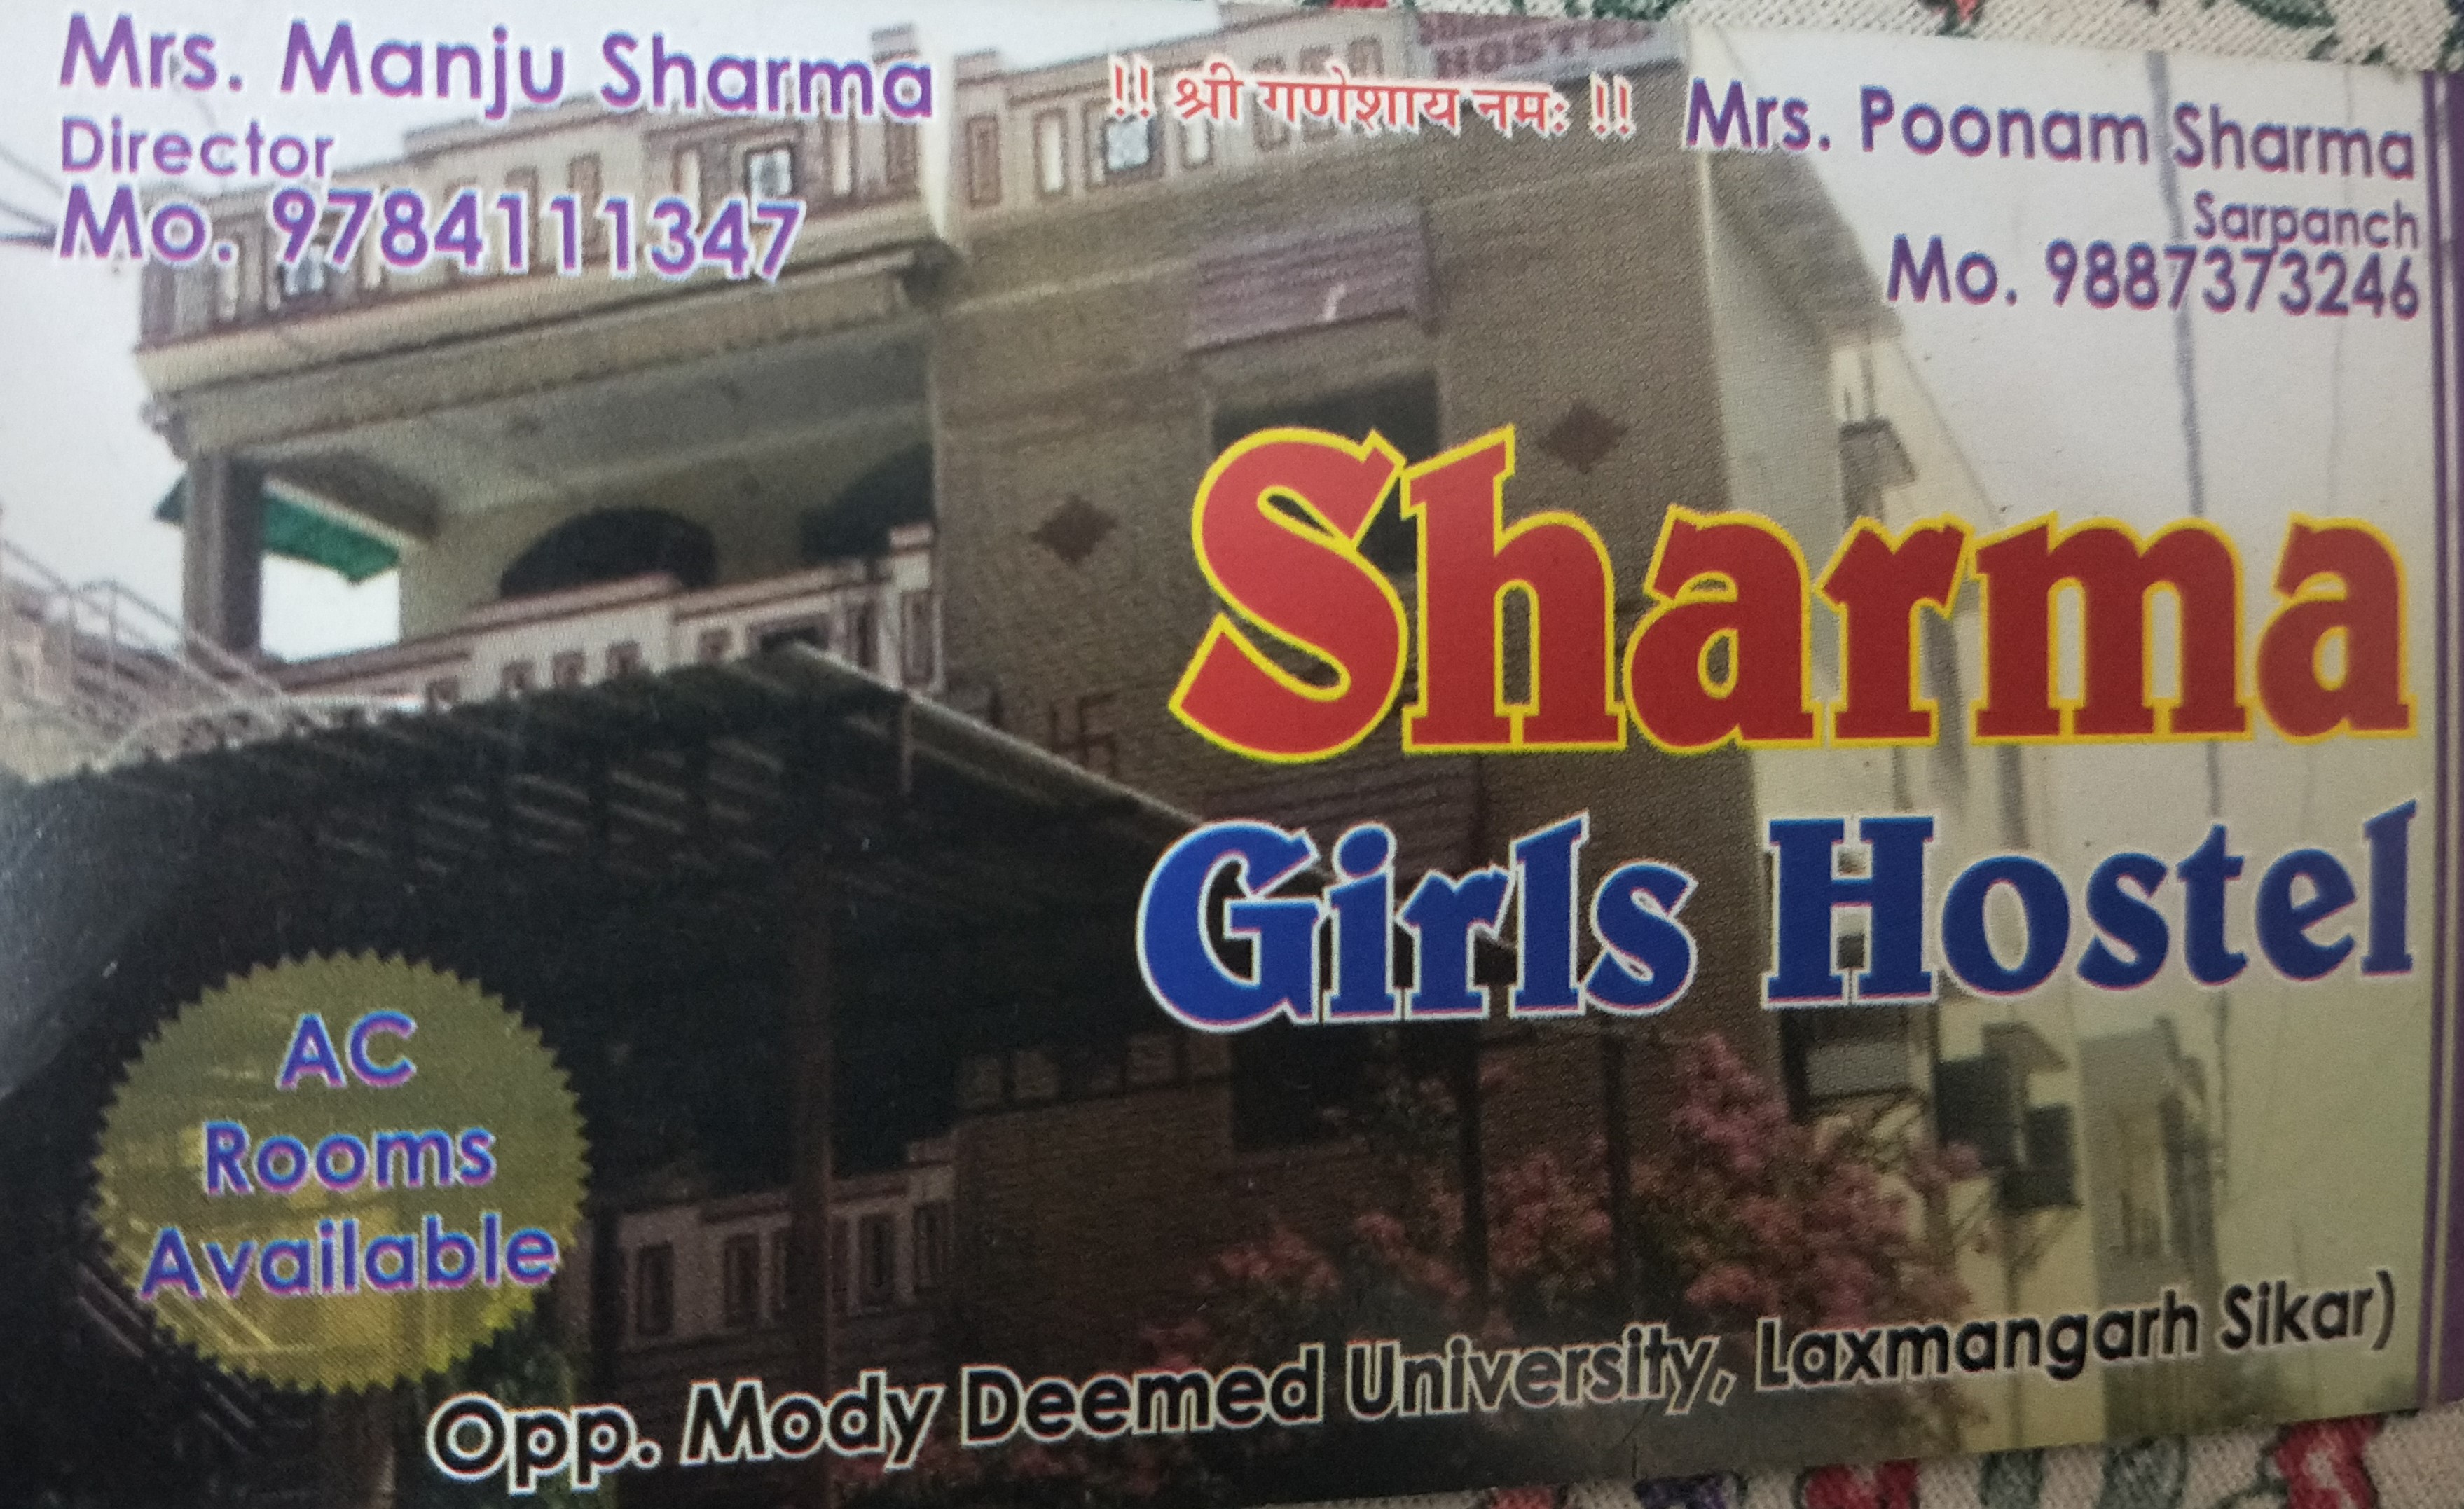 Mrs. Manju Sharma
Director
Mo. 9784111347
!! श्री गणेशाय नमः !!
Mrs. Poonam Sharma
Sarpanch
Mo. 9887373246
HOSTEL
Sharma
Girls Hostel
AC
Rooms
Available
Opp. Mody Deemed University, Laxmangarh Sikar)